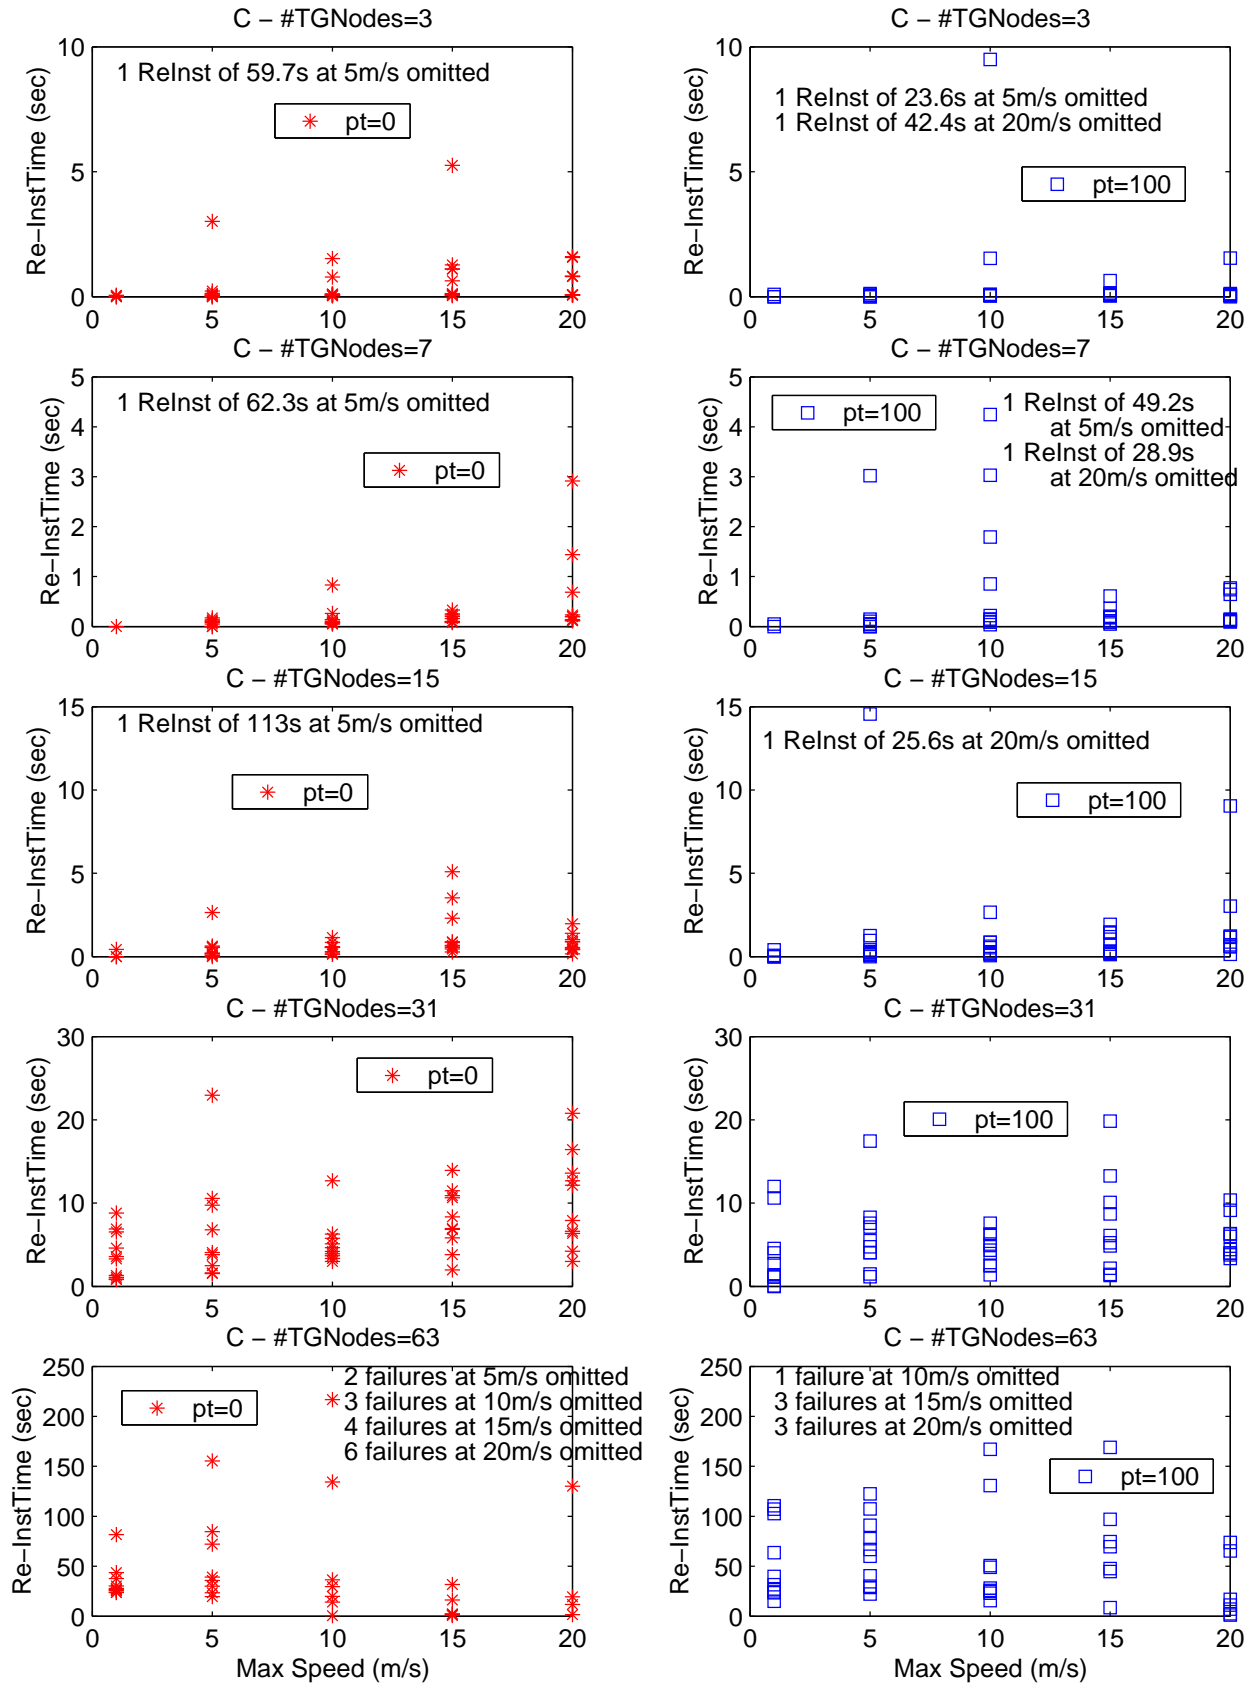 C − #TGNodes=3
Re−InstTime (sec)
10
5
0
1 ReInst of 59.7s at 5m/s omitted
pt=0
0 5 10 15 20
C − #TGNodes=3
Re−InstTime (sec)
10
5
0
1 ReInst of 23.6s at 5m/s omitted
1 ReInst of 42.4s at 20m/s omitted
pt=100
0 5 10 15 20
C − #TGNodes=7
Re−InstTime (sec)
5
4
3
2
1
0
1 ReInst of 62.3s at 5m/s omitted
pt=0
0 5 10 15 20
C − #TGNodes=7
Re−InstTime (sec)
5
4
3
2
1
0
pt=100
1 ReInst of 49.2s
at 5m/s omitted
1 ReInst of 28.9s
at 20m/s omitted
0 5 10 15 20
C − #TGNodes=15
Re−InstTime (sec)
15
10
5
0
1 ReInst of 113s at 5m/s omitted
pt=0
0 5 10 15 20
C − #TGNodes=15
Re−InstTime (sec)
15
10
5
0
1 ReInst of 25.6s at 20m/s omitted
pt=100
0 5 10 15 20
C − #TGNodes=31
Re−InstTime (sec)
30
20
10
0
pt=0
0 5 10 15 20
C − #TGNodes=31
Re−InstTime (sec)
30
20
10
0
pt=100
0 5 10 15 20
C − #TGNodes=63
Re−InstTime (sec)
250
200
150
100
50
0
pt=0
2 failures at 5m/s omitted
3 failures at 10m/s omitted
4 failures at 15m/s omitted
6 failures at 20m/s omitted
0 5 10 15 20
Max Speed (m/s)
C − #TGNodes=63
Re−InstTime (sec)
250
200
150
100
50
0
1 failure at 10m/s omitted
3 failures at 15m/s omitted
3 failures at 20m/s omitted
pt=100
0 5 10 15 20
Max Speed (m/s)